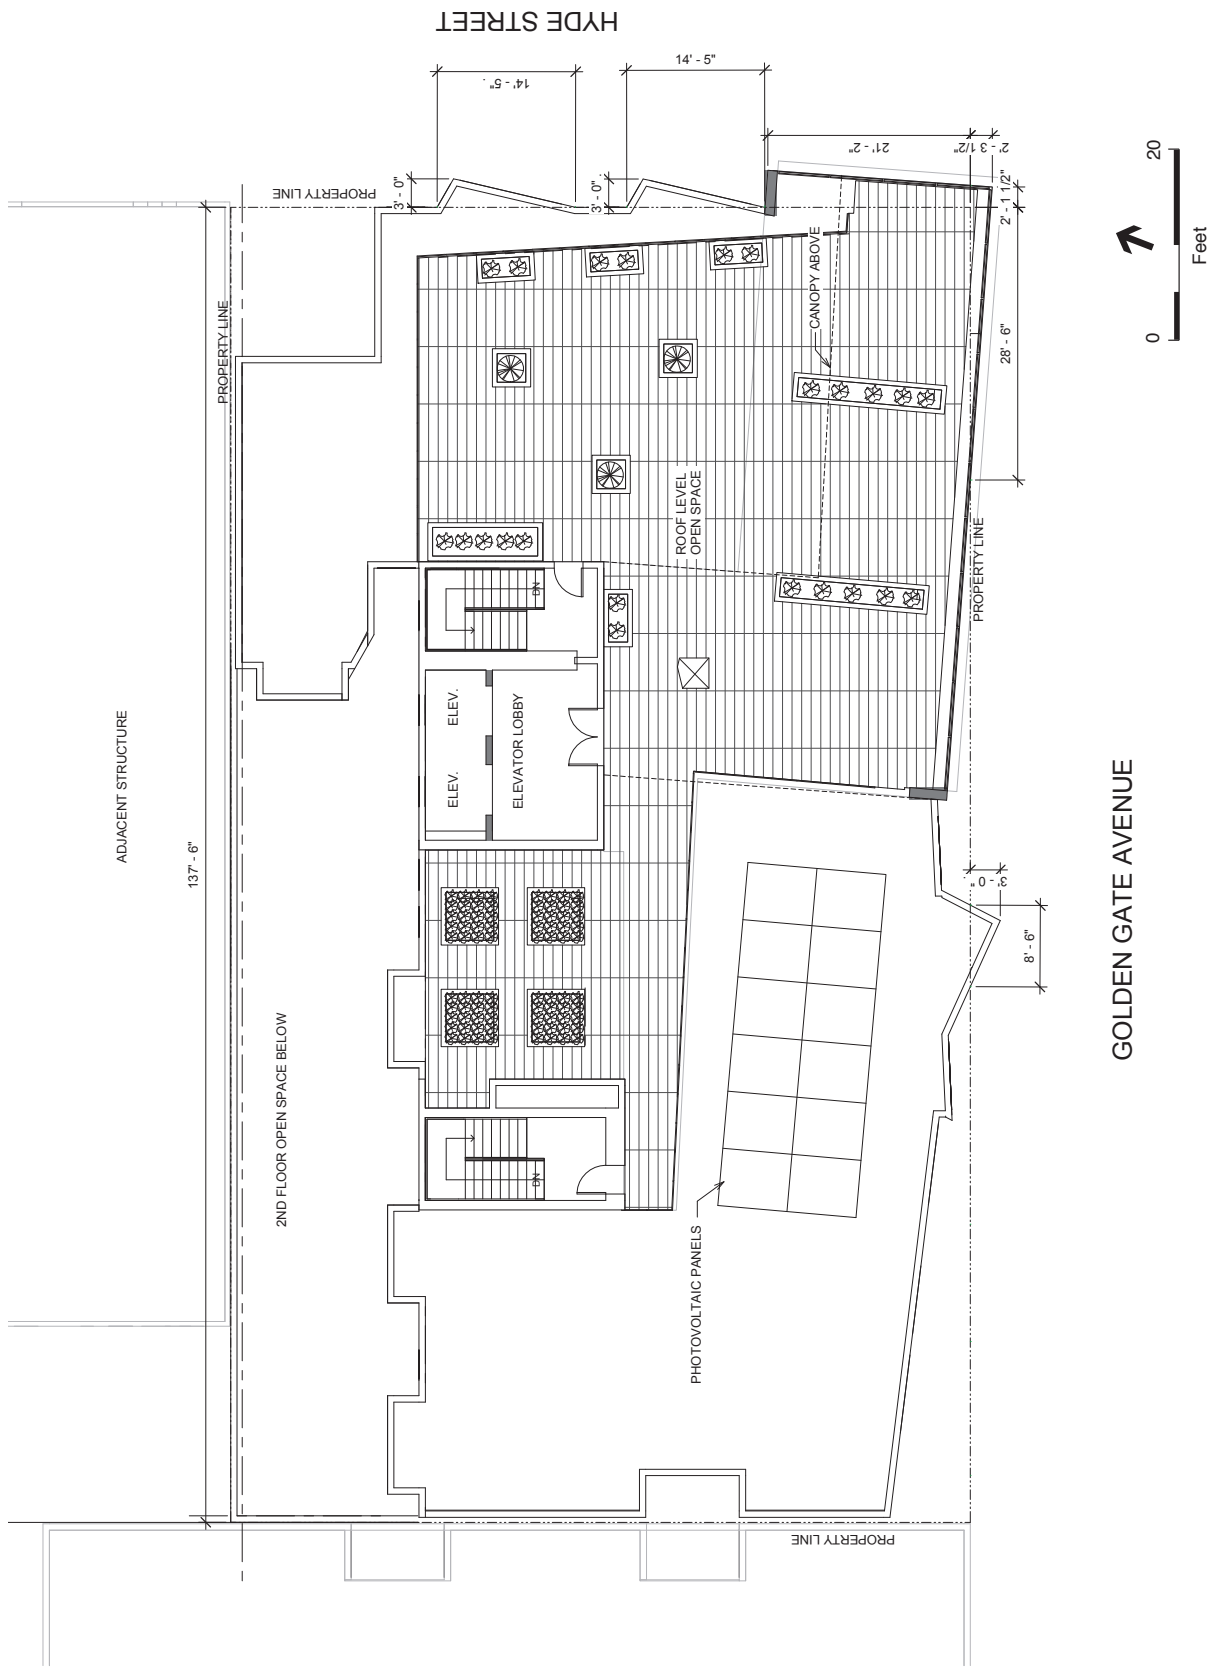 HYDE STREET
14' - 5"
14' - 5"
PROPERTY LINE
3' - 0"
3' - 0"
21' - 2"
2' - 3 1/2"
2' - 1 1/2"
28' - 6"
PROPERTY LINE
CANOPY ABOVE
ROOF LEVEL
OPEN SPACE
PROPERTY LINE
DN
ELEV.
ELEV.
ELEVATOR LOBBY
ADJACENT STRUCTURE
137' - 6"
2ND FLOOR OPEN SPACE BELOW
DN
PHOTOVOLTAIC PANELS
3' - 0"
8' - 6"
PROPERTY LINE
GOLDEN GATE AVENUE
0
20
Feet